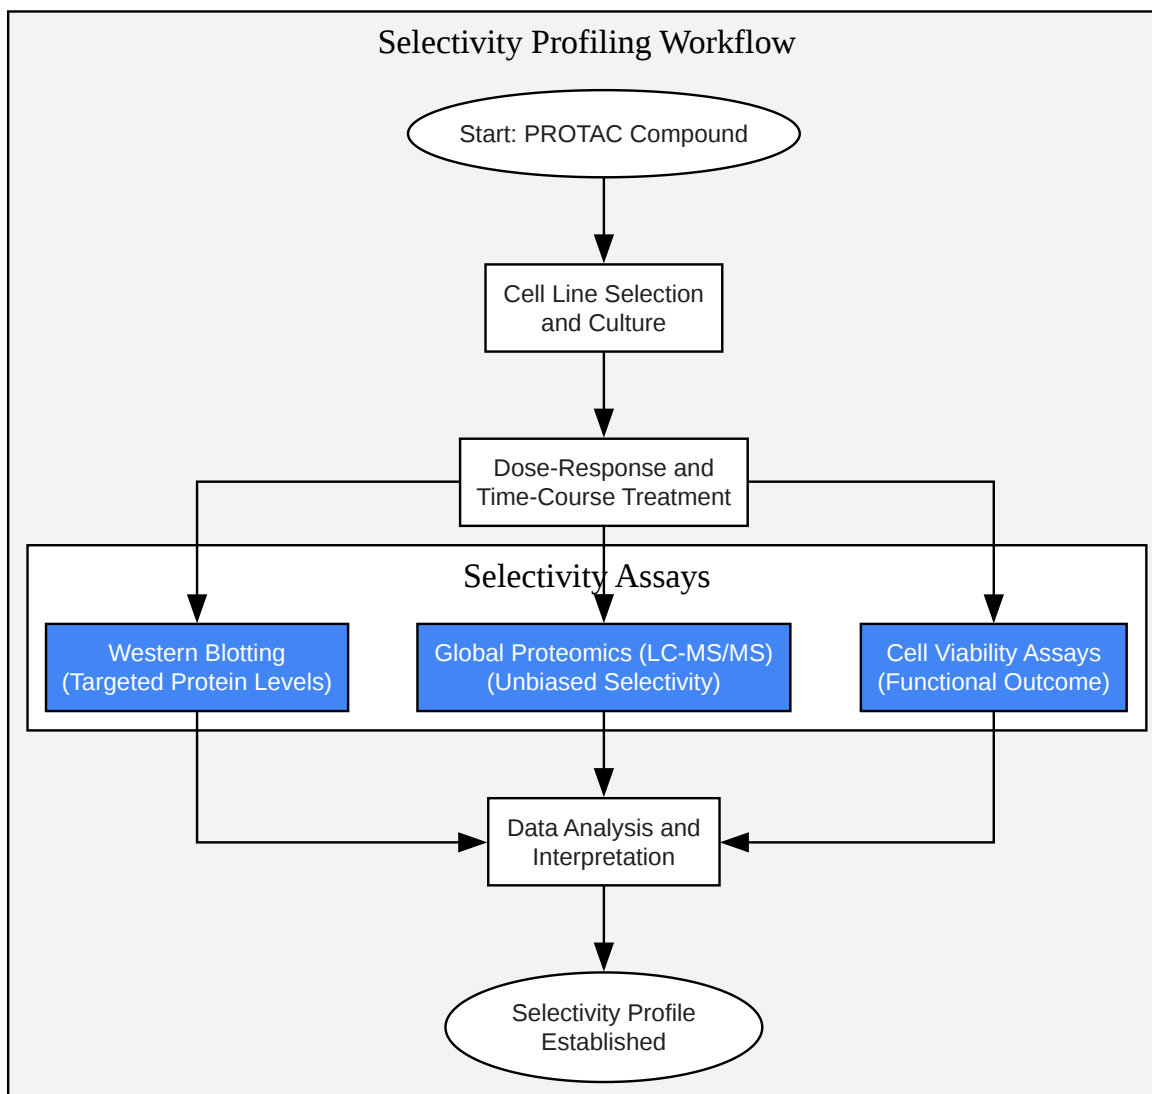 Selectivity Profiling Workflow
Start: PROTAC Compound
Cell Line Selection
and Culture
Dose-Response and
Time-Course Treatment
Selectivity Assays
Western Blotting
(Targeted Protein Levels)
Global Proteomics (LC-MS/MS)
(Unbiased Selectivity)
Cell Viability Assays
(Functional Outcome)
Data Analysis and
Interpretation
Selectivity Profile
Established